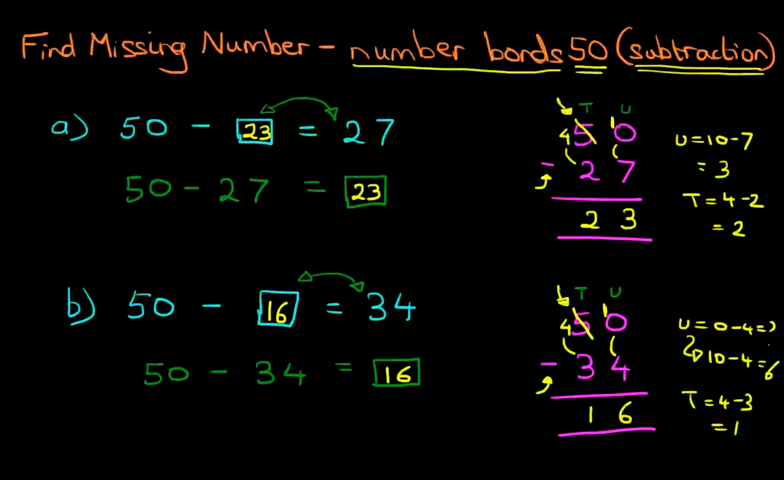 Find Missing Number - number bonds 50 (subtraction)
a) 50 - 23 = 27
50 - 27 = 23
T U
4 5 10
- 2 7
2 3
U = 10-7
= 3
T = 4-2
= 2
b) 50 - 16 = 34
50 - 34 = 16
T U
4 5 10
- 3 4
1 6
U = 0-4=?
10-4=6
T = 4-3
= 1